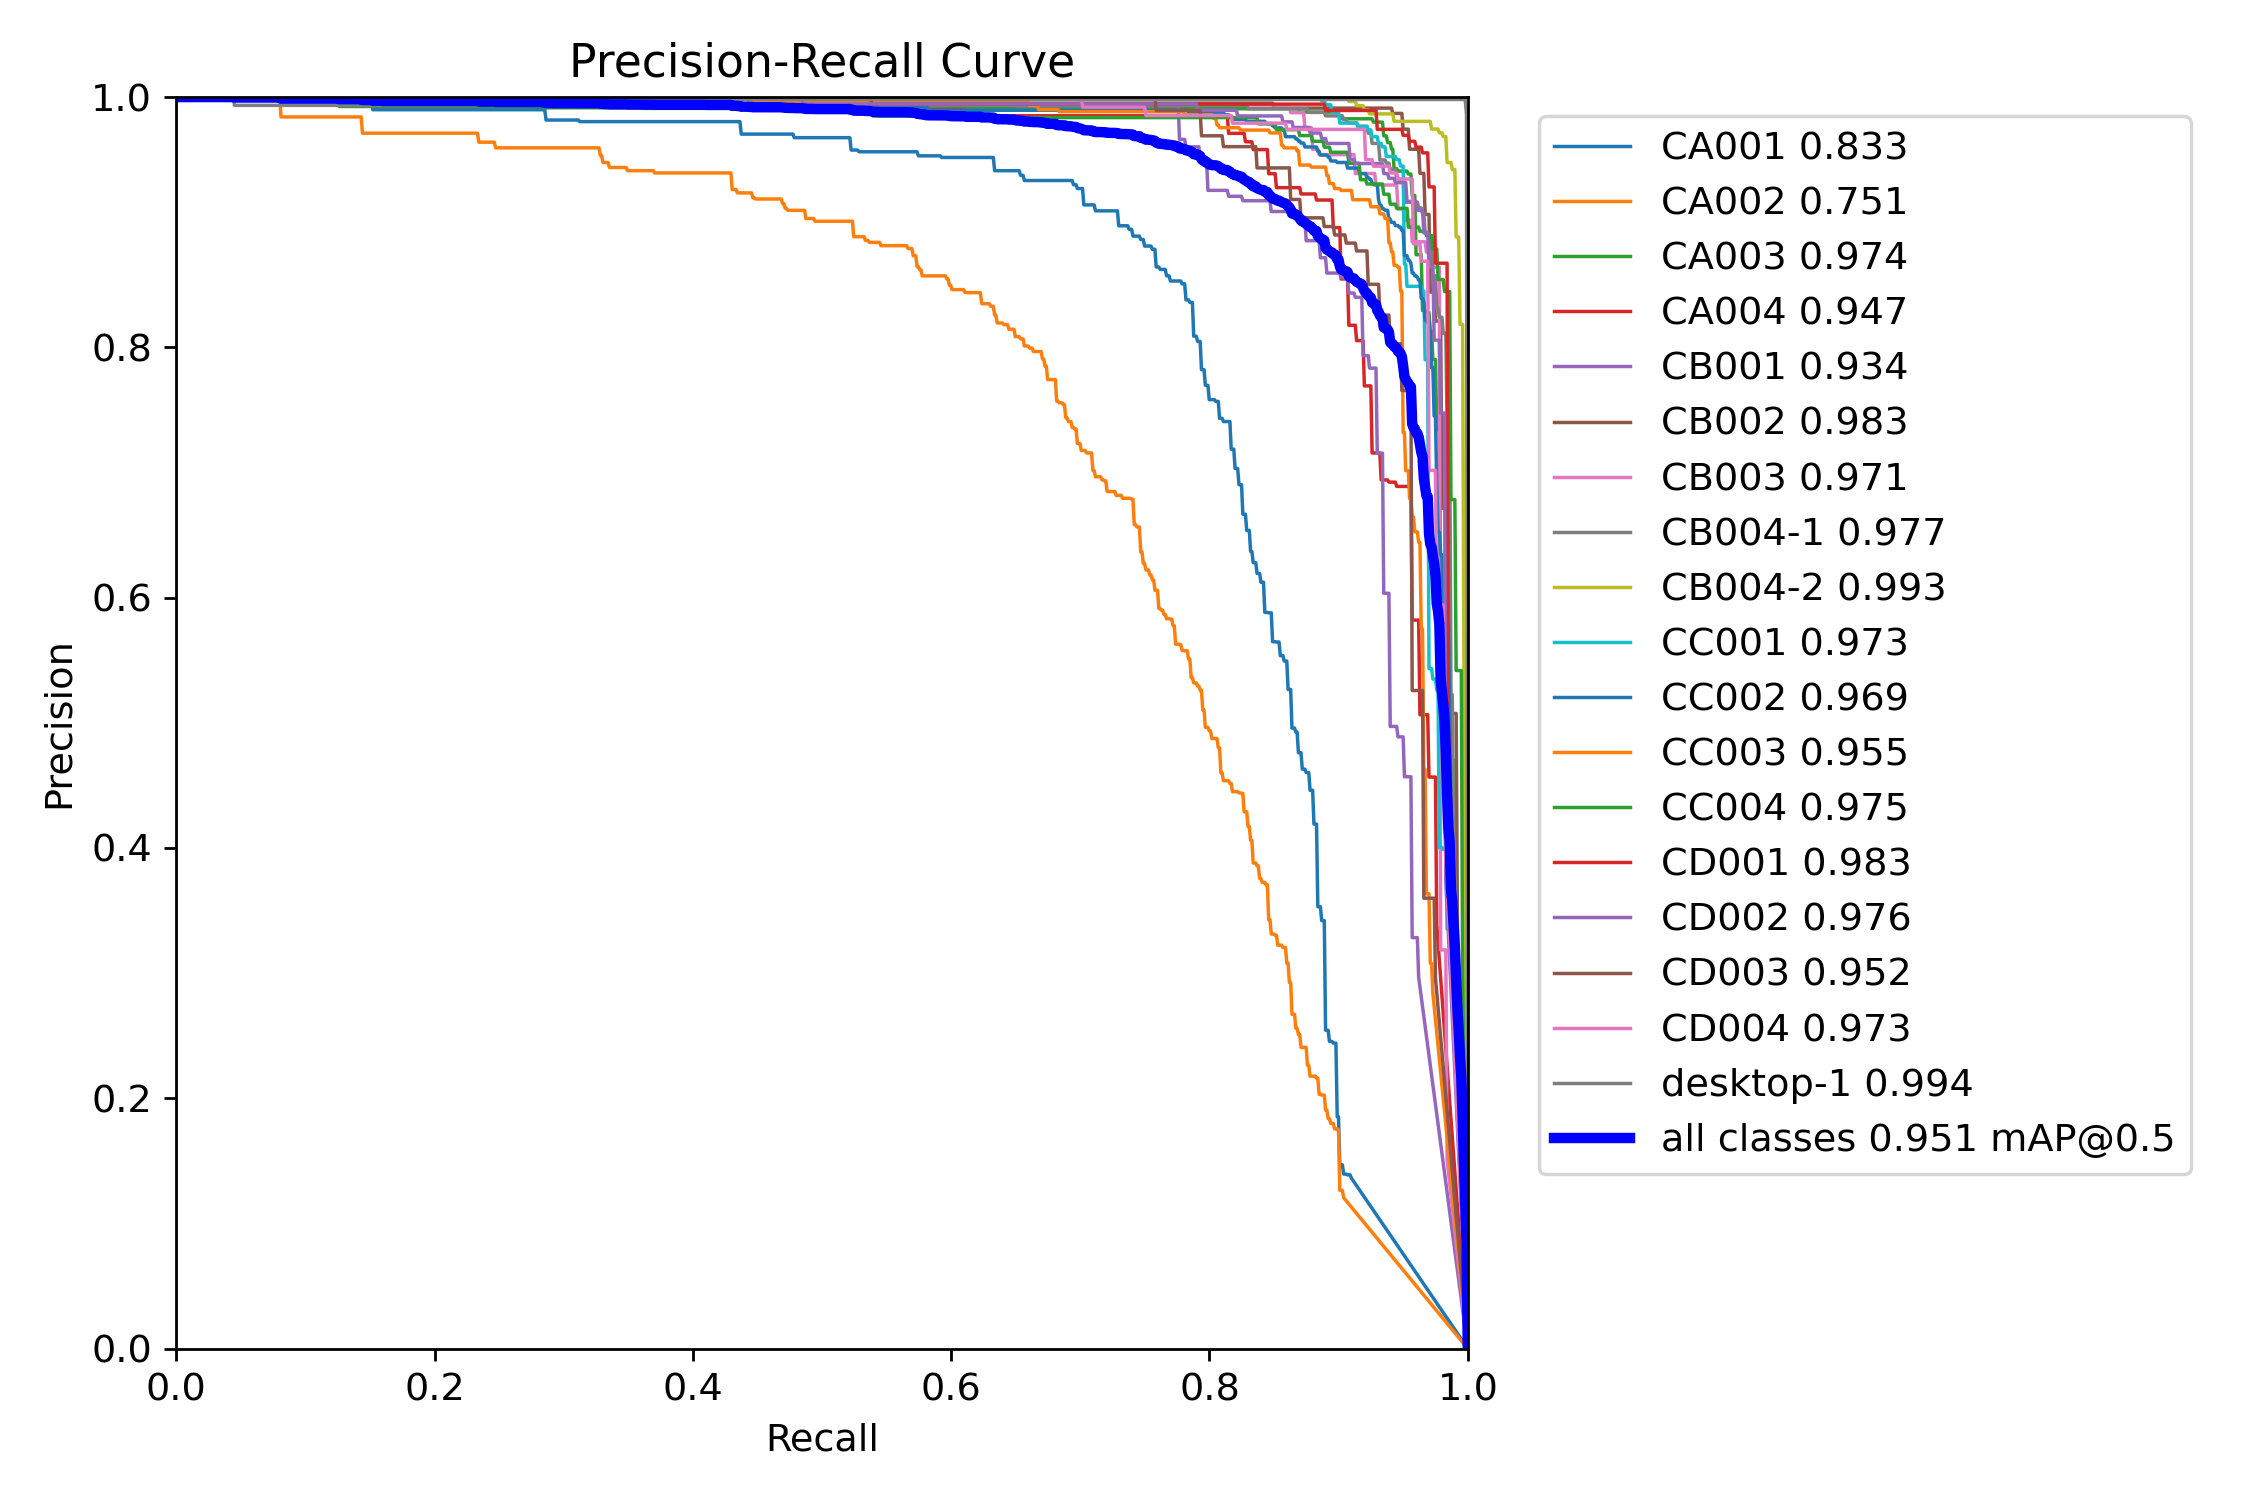 Precision-Recall Curve
1.0
0.8
0.6
0.4
0.2
0.0
Precision
0.0 0.2 0.4 0.6 0.8 1.0
Recall
CA001 0.833
CA002 0.751
CA003 0.974
CA004 0.947
CB001 0.934
CB002 0.983
CB003 0.971
CB004-1 0.977
CB004-2 0.993
CC001 0.973
CC002 0.969
CC003 0.955
CC004 0.975
CD001 0.983
CD002 0.976
CD003 0.952
CD004 0.973
desktop-1 0.994
all classes 0.951 mAP@0.5